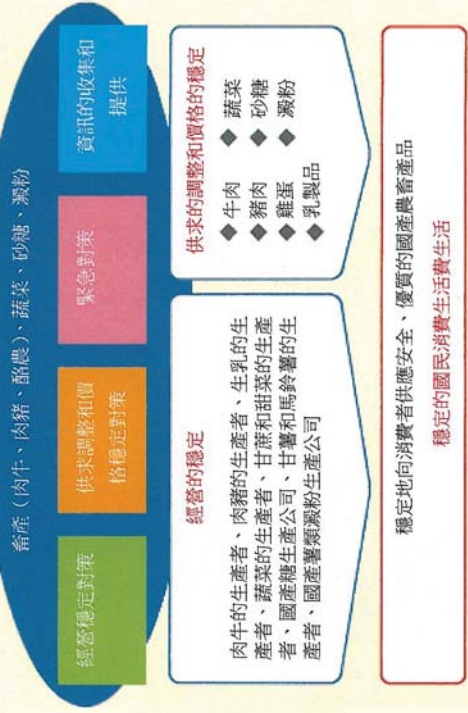 畜產（肉牛、肉豬、酪農）、蔬菜、砂糖、澱粉
經營穩定對策
供求調整和價
格穩定對策
緊急對策
資訊的收集和
提供
經營的穩定
肉牛的生產者、肉豬的生產者、生乳的生
產者、蔬菜的生產者、甘蔗和甜菜的生產
者、國產糖生產公司、甘薯和馬鈴薯的生
產者、國產薯類澱粉生產公司
供求的調整和價格的穩定
◆ 牛肉
◆ 豬肉
◆ 雞蛋
◆ 乳製品
◆ 蔬菜
◆ 砂糖
◆ 澱粉
穩定地向消費者供應安全、優質的國產農畜產品
穩定的國民消費生活費生活